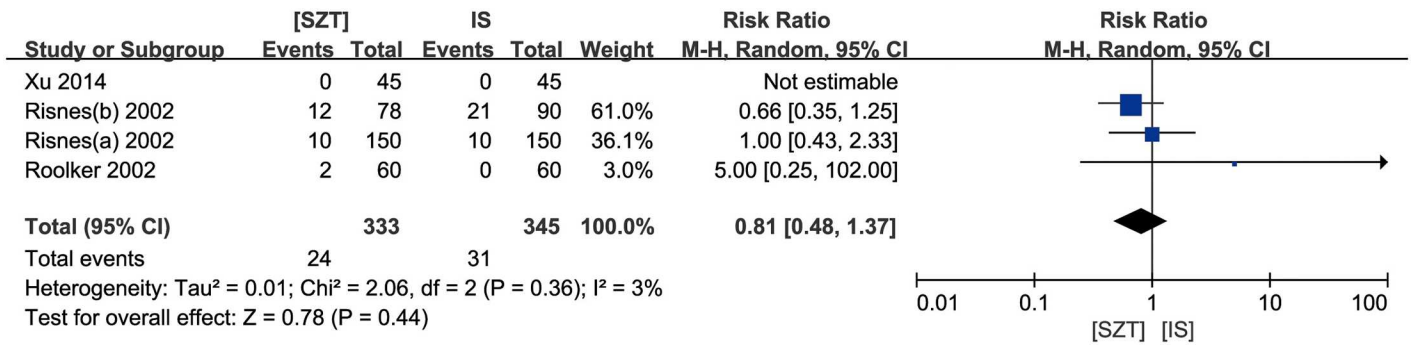 [SZT] IS Risk Ratio Risk Ratio
Study or Subgroup Events Total Events Total Weight M-H, Random, 95% CI M-H, Random, 95% CI
Xu 2014 0 45 0 45 Not estimable
Risnes(b) 2002 12 78 21 90 61.0% 0.66 [0.35, 1.25]
Risnes(a) 2002 10 150 10 150 36.1% 1.00 [0.43, 2.33]
Roolker 2002 2 60 0 60 3.0% 5.00 [0.25, 102.00]
Total (95% CI) 333 345 100.0% 0.81 [0.48, 1.37]
Total events 24 31
Heterogeneity: Tau² = 0.01; Chi² = 2.06, df = 2 (P = 0.36); I² = 3%
Test for overall effect: Z = 0.78 (P = 0.44)
0.01 0.1 1 10 100
[SZT] [IS]